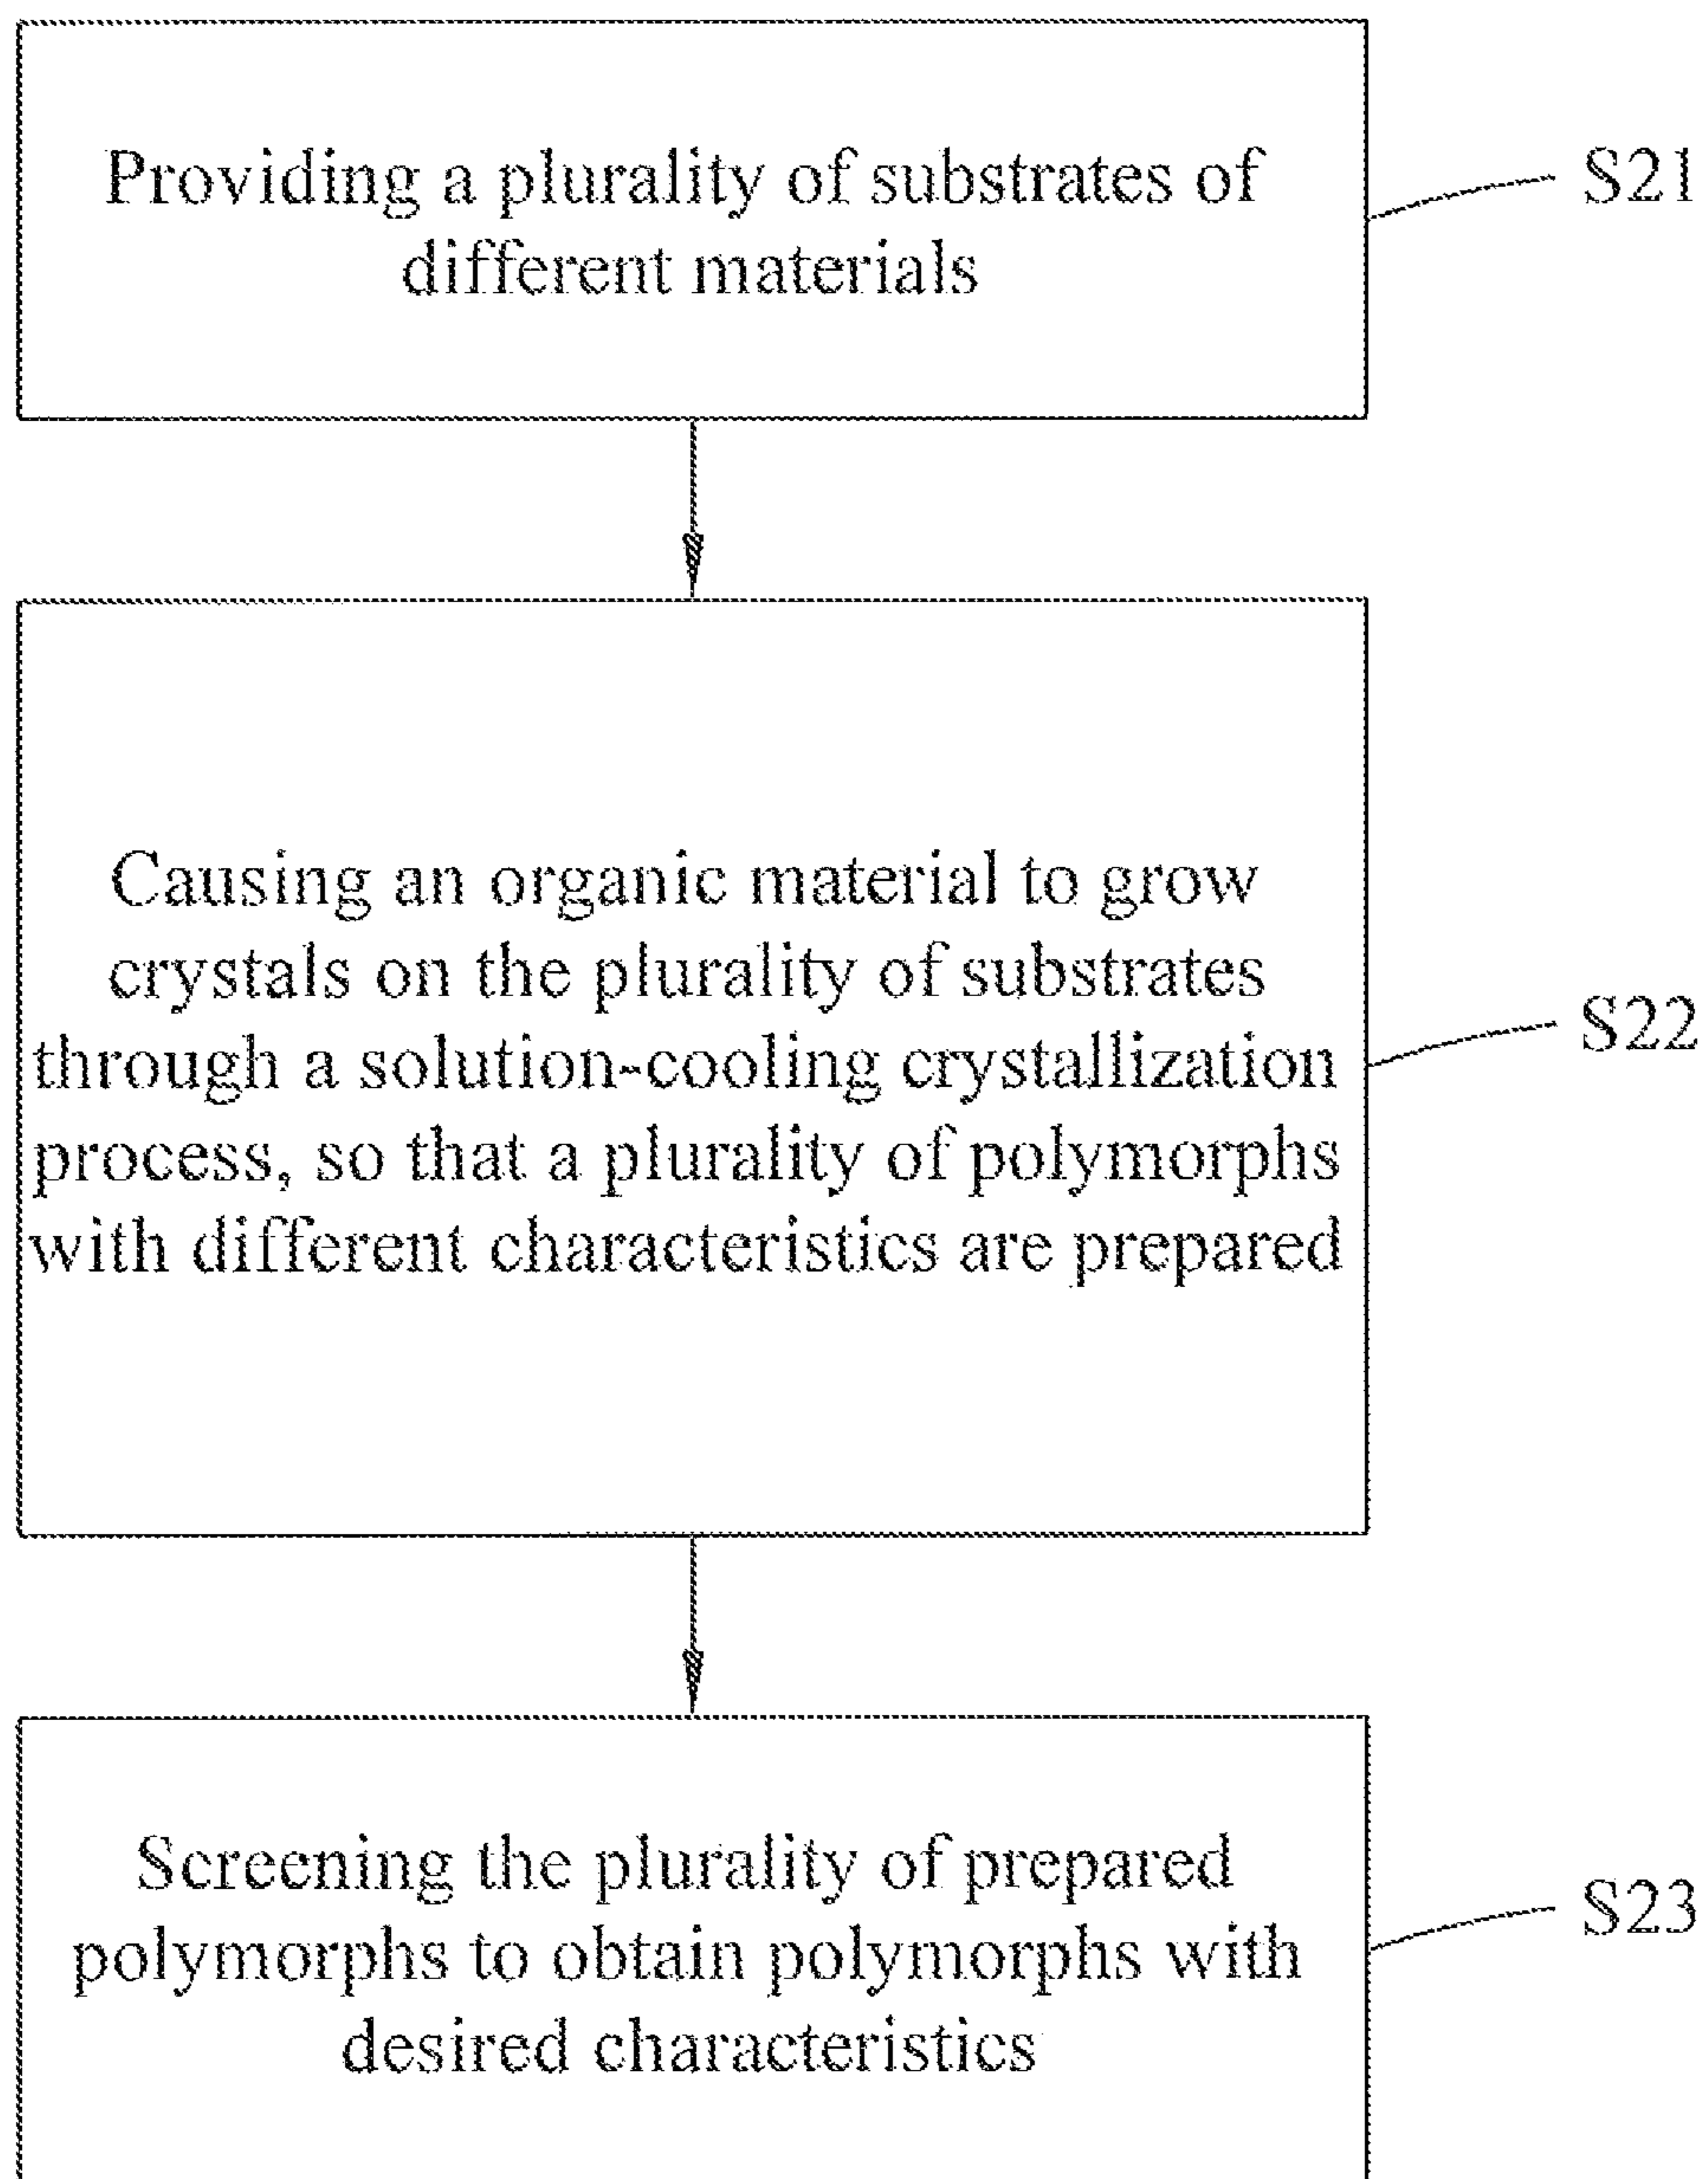 Providing a plurality of substrates of
different materials
S21
Causing an organic material to grow
crystals on the plurality of substrates
through a solution-cooling crystallization
process, so that a plurality of polymorphs
with different characteristics are prepared
S22
Screening the plurality of prepared
polymorphs to obtain polymorphs with
desired characteristics
S23